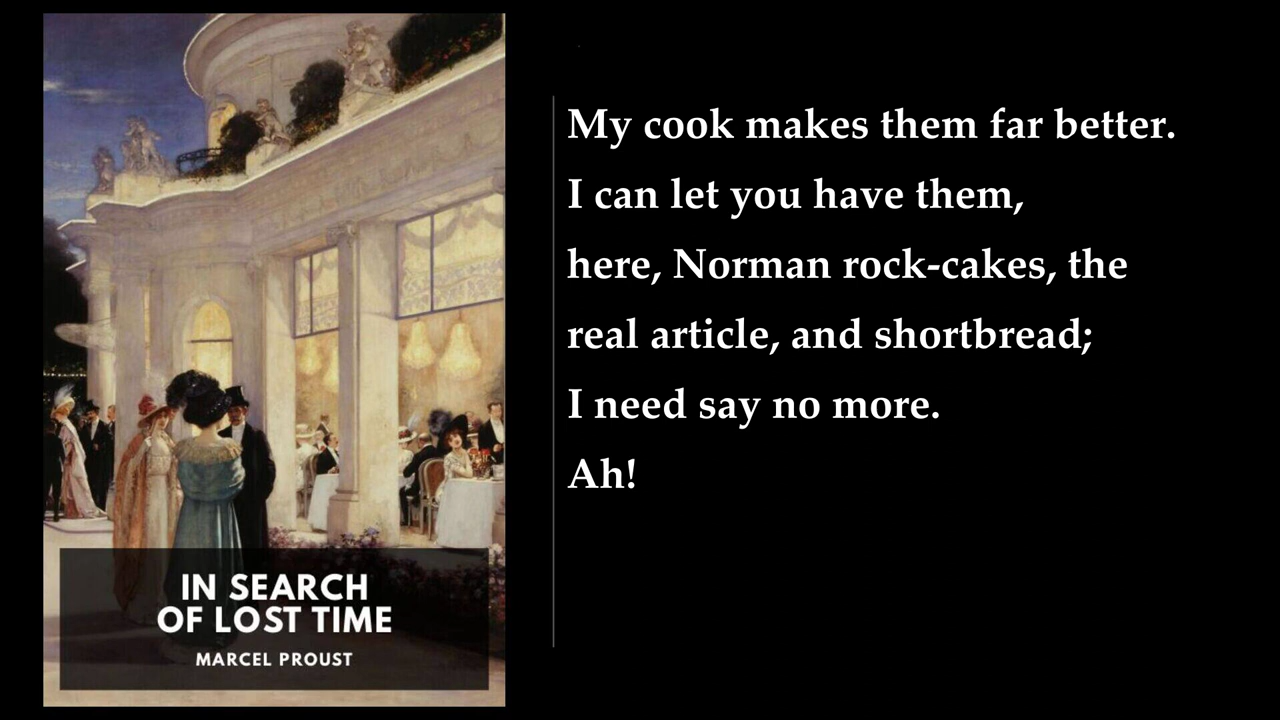 My cook makes them far better.
I can let you have them,
here, Norman rock-cakes, the
real article, and shortbread;
I need say no more.
Ah!
IN SEARCH
OF LOST TIME
MARCEL PROUST